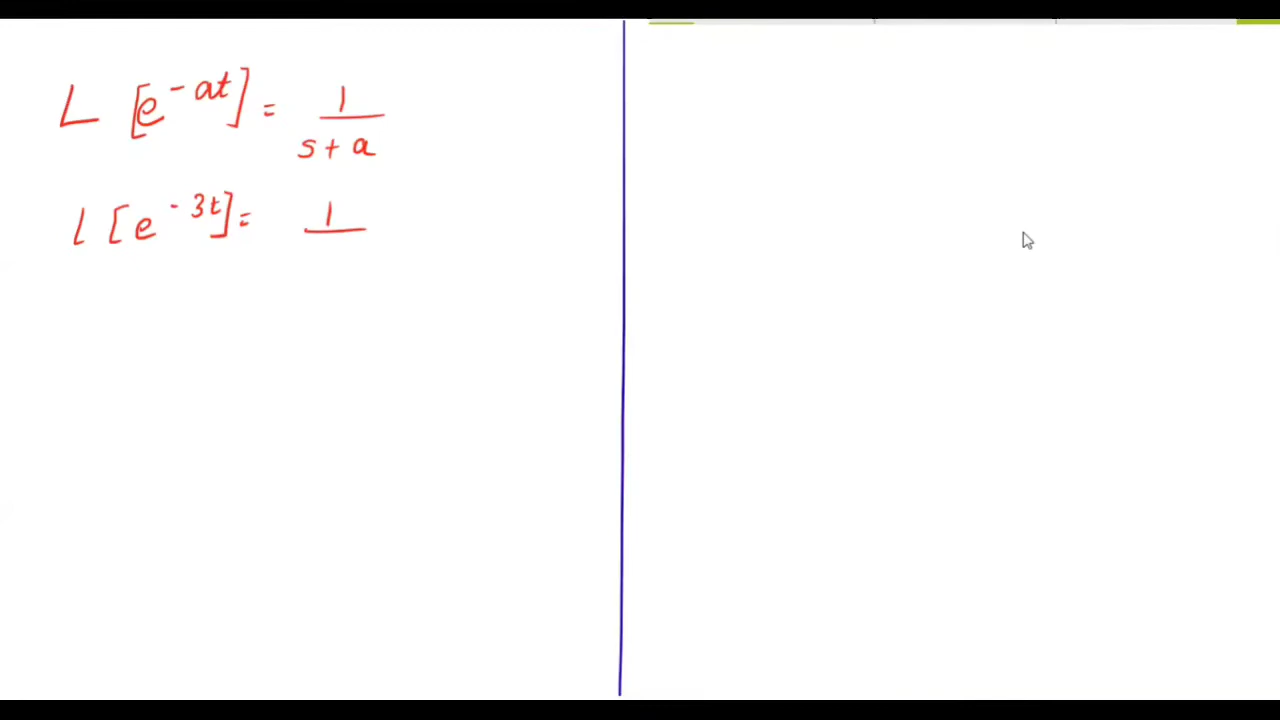 L [e^-at] = 1/(s+a)
L [e^-3t] = 1/